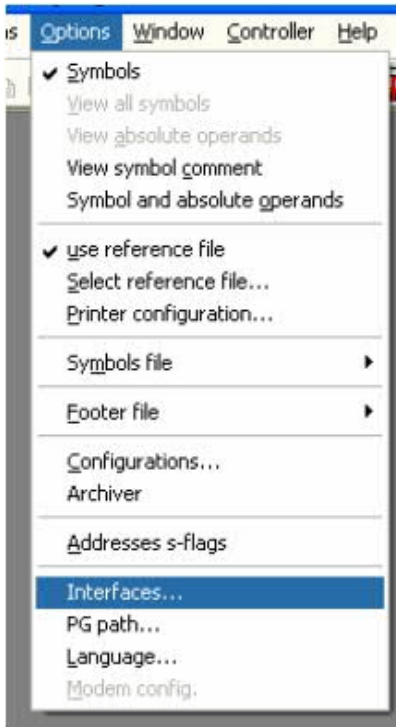 Options Window Controller Help
Symbols
View all symbols
View absolute operands
View symbol comment
Symbol and absolute operands
use reference file
Select reference file...
Printer configuration...
Symbols file
Footer file
Configurations...
Archiver
Addresses s-flags
Interfaces...
PG path...
Language...
Modem config.